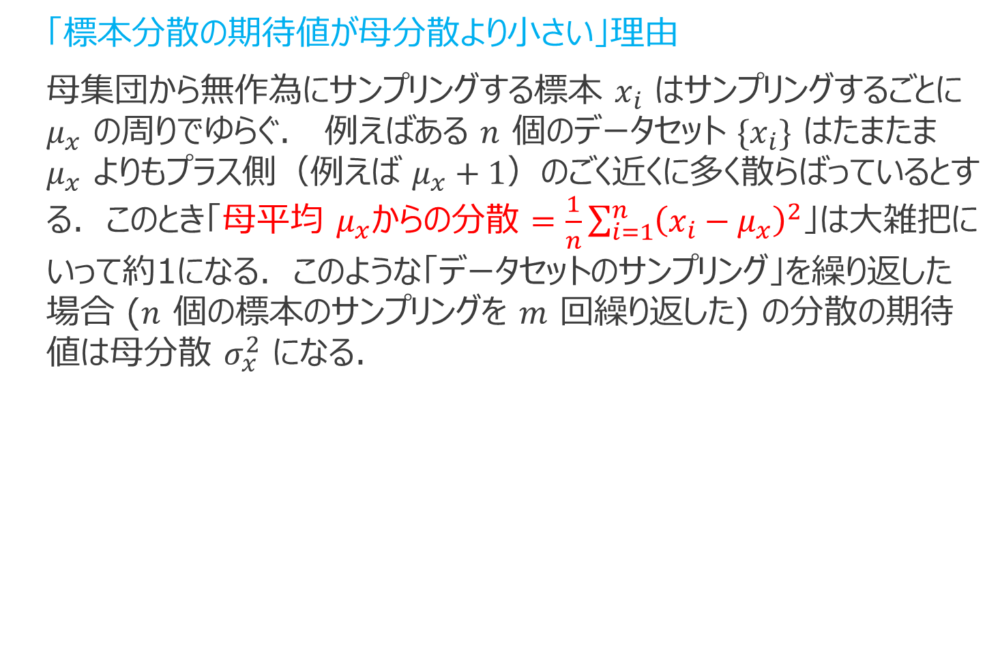 「標本分散の期待値が母分散より小さい」理由
母集団から無作為にサンプリングする標本 𝑥ᵢ はサンプリングするごとに
μₓ の周りでゆらぐ． 例えばある 𝑛 個のデータセット {𝑥ᵢ} はたまたま
μₓ よりもプラス側（例えば μₓ + 1）のごく近くに多く散らばっているとす
る．このとき「母平均 μₓからの分散 = \frac{1}{n}\sum_{i=1}^{n}(x_i − μ_x)^2」は大雑把に
いって約1になる．このような「データセットのサンプリング」を繰り返した
場合 (𝑛 個の標本のサンプリングを 𝑚 回繰り返した) の分散の期待
値は母分散 σ_x^2 になる．